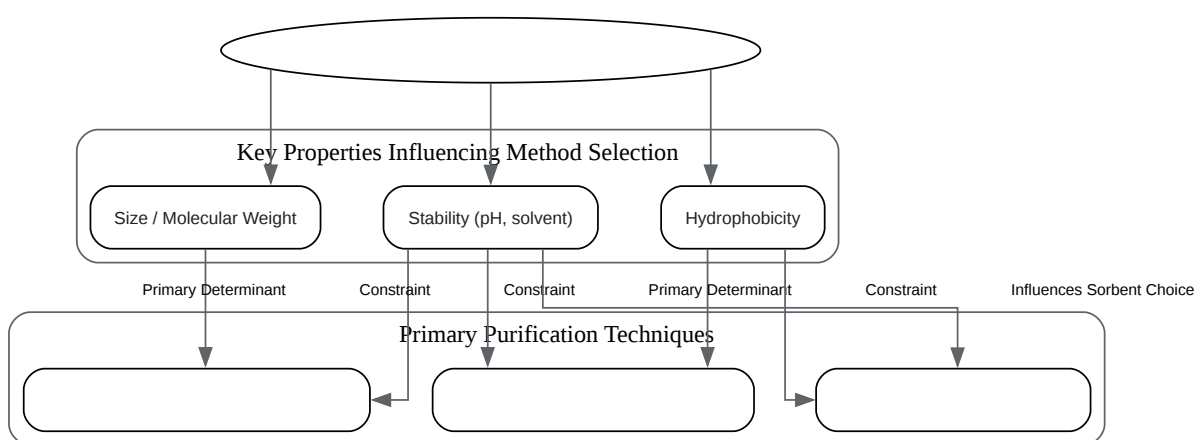 Key Properties Influencing Method Selection
Size / Molecular Weight
Stability (pH, solvent)
Hydrophobicity
Primary Determinant
Constraint
Constraint
Primary Determinant
Constraint
Influences Sorbent Choice
Primary Purification Techniques